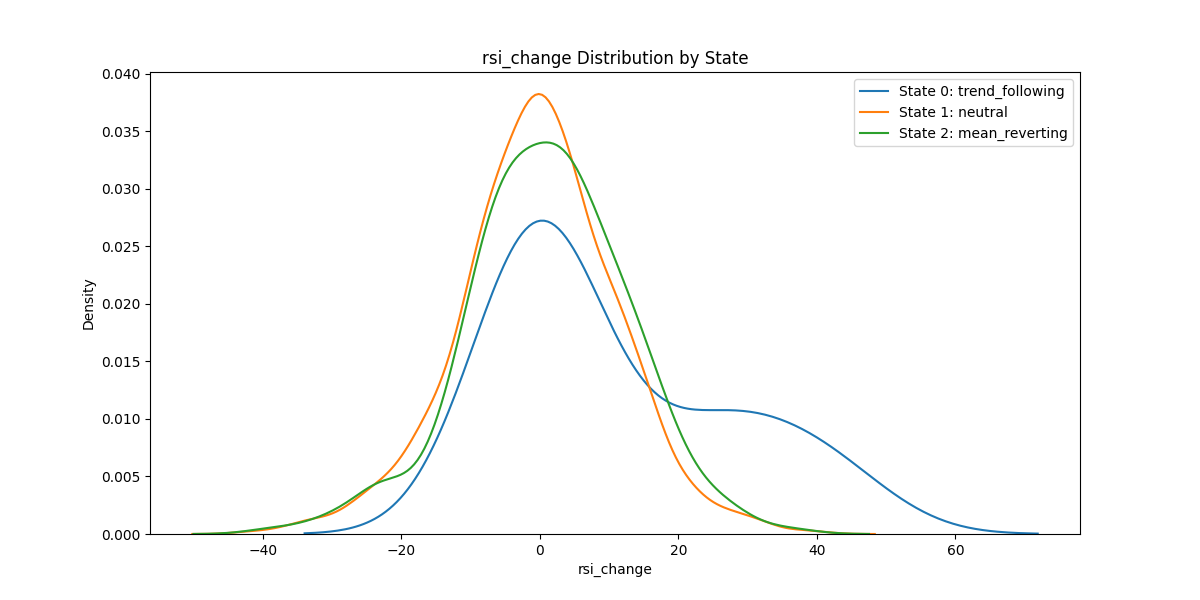 rsi_change Distribution by State
State 0: trend_following
State 1: neutral
State 2: mean_reverting
Density
0.040
0.035
0.030
0.025
0.020
0.015
0.010
0.005
0.000
−40 −20 0 20 40 60
rsi_change